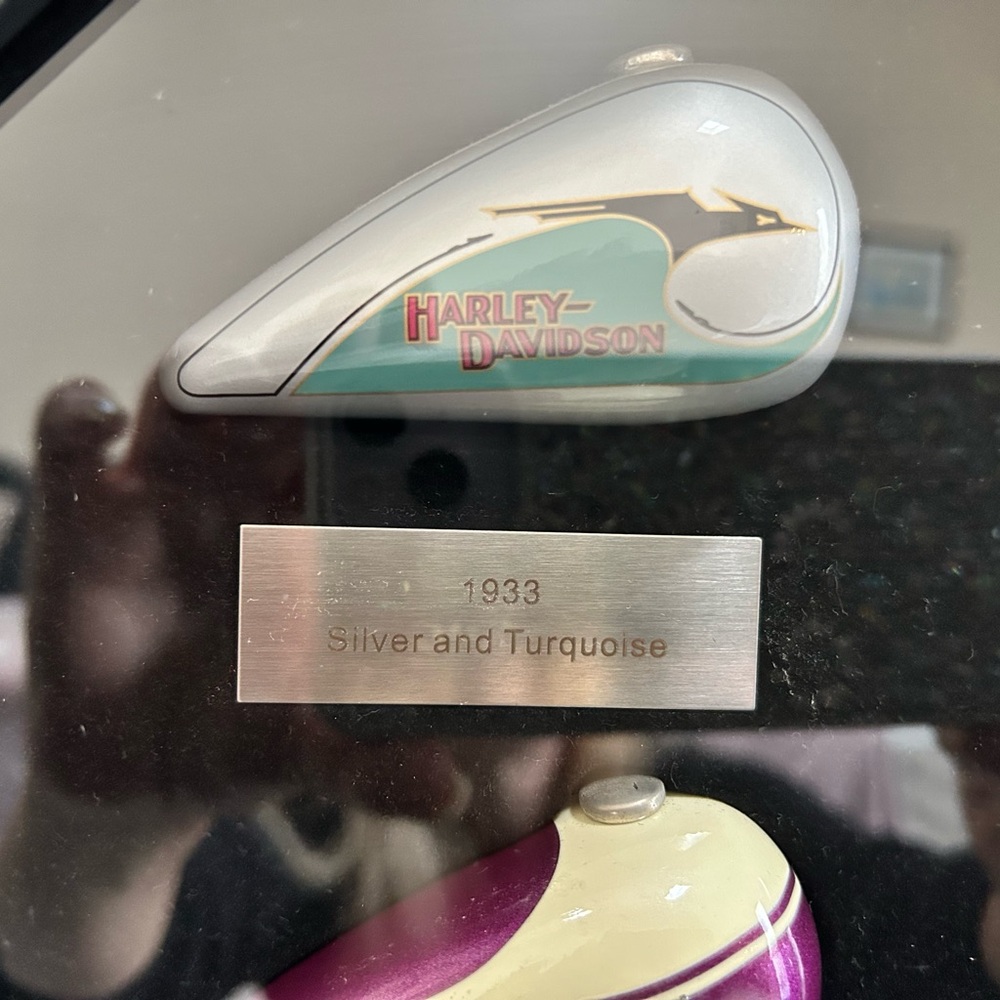 HARLEY-
DAVIDSON
1933
Silver and Turquoise